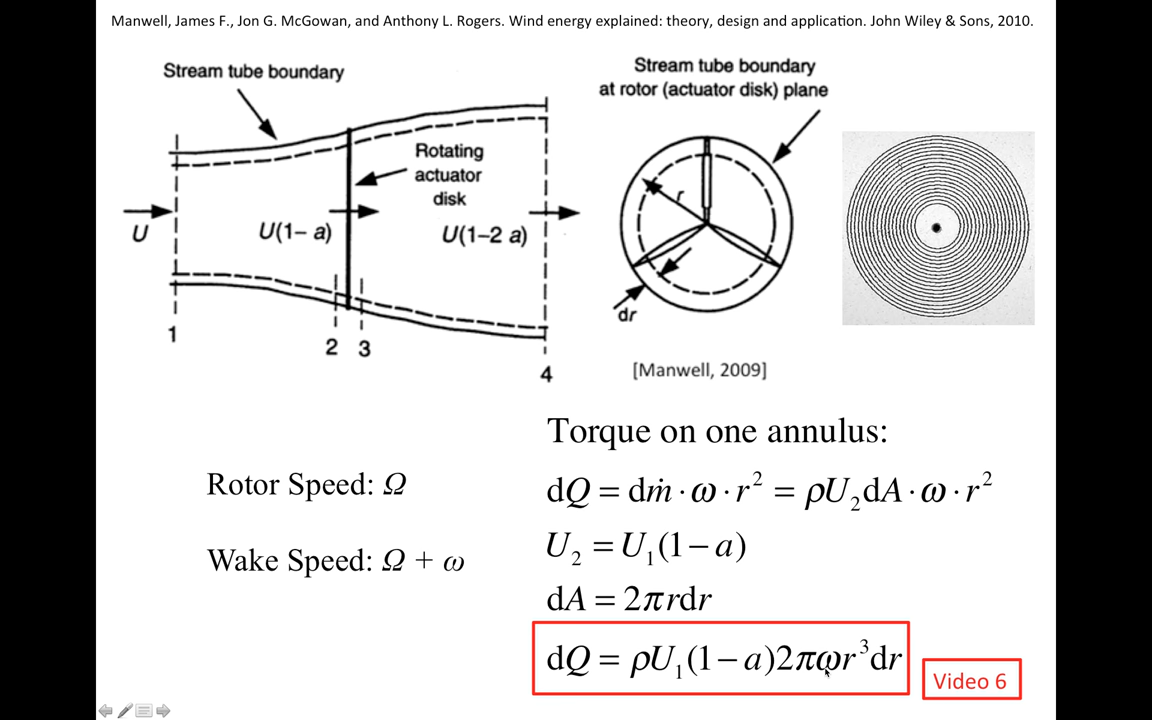 Manwell, James F., Jon G. McGowan, and Anthony L. Rogers. Wind energy explained: theory, design and application. John Wiley & Sons, 2010.
Stream tube boundary
Rotating
actuator
disk
U
U(1– a)
U(1–2 a)
1
2 3
4
Stream tube boundary
at rotor (actuator disk) plane
r
dr
[Manwell, 2009]
Rotor Speed: Ω
Wake Speed: Ω + ω
Torque on one annulus:
dQ = dṁ · ω · r² = ρU₂dA · ω · r²
U₂ = U₁(1 − a)
dA = 2πrdr
dQ = ρU₁(1 − a)2πωr³dr
Video 6